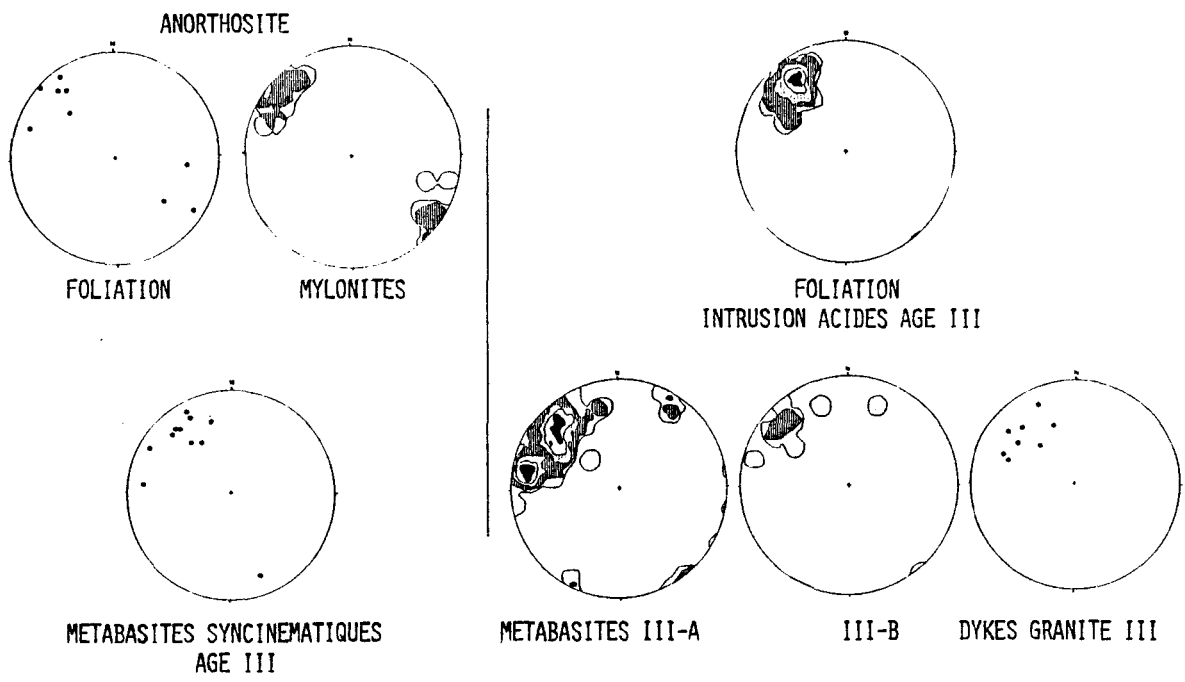 ANORTHOSITE
FOLIATION
MYLONITES
FOLIATION
INTRUSION ACIDES AGE III
METABASITES SYNCINEMATIQUES
AGE III
METABASITES III-A
III-B
DYKES GRANITE III